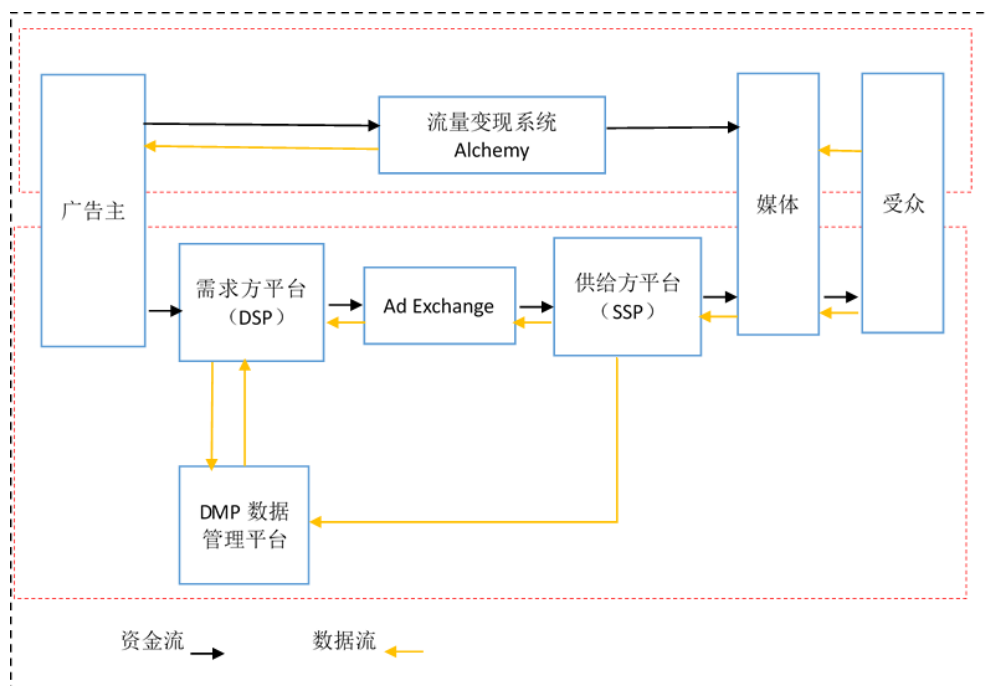 流量变现系统
Alchemy
广告主
媒体
受众
需求方平台
（DSP）
Ad Exchange
供给方平台
（SSP）
DMP 数据
管理平台
资金流
数据流